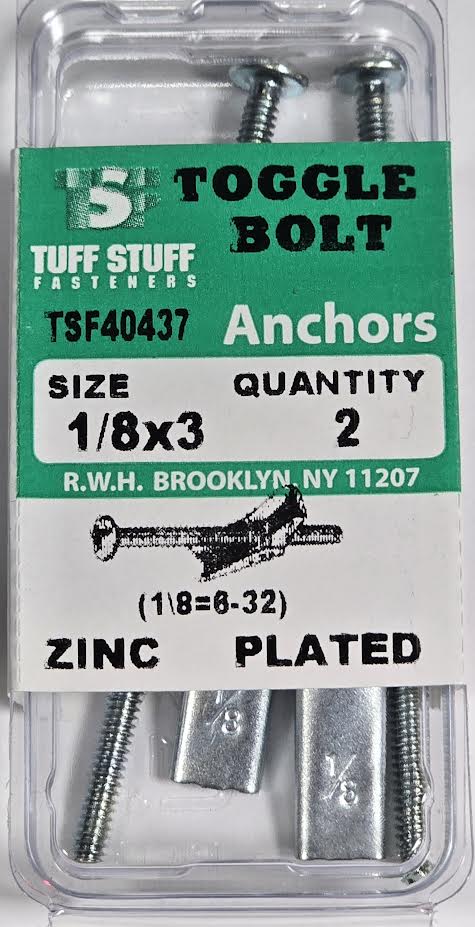 TSF TOGGLE
BOLT
TUFF STUFF
FASTENERS
TSF40437 Anchors
SIZE QUANTITY
1/8x3 2
R.W.H. BROOKLYN, NY 11207
(1\8=6-32)
ZINC PLATED
1/8
1/8